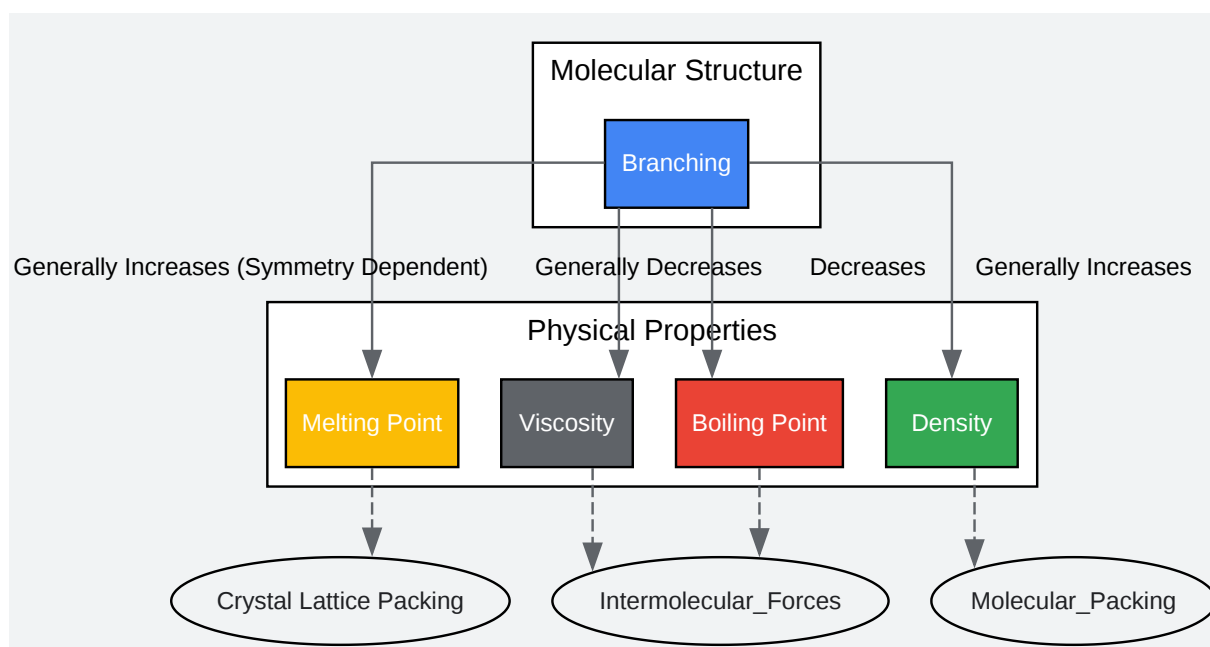 Molecular Structure
Branching
Generally Increases (Symmetry Dependent)
Generally Decreases
Decreases
Generally Increases
Physical Properties
Melting Point
Viscosity
Boiling Point
Density
Crystal Lattice Packing
Intermolecular_Forces
Molecular_Packing